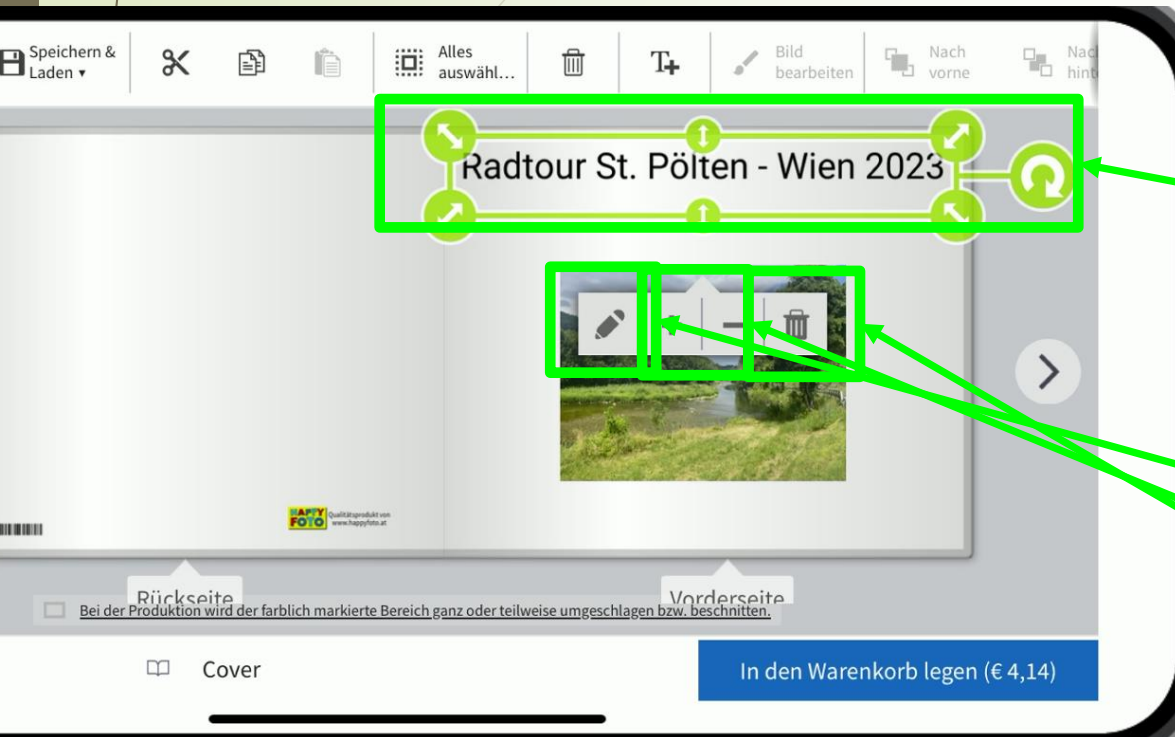 Speichern &
Laden
Alles
auswähl...
Bild
bearbeiten
Nach
vorne
Radtour St. Pölten - Wien 2023
HAPPY
FOTO
Qualitätsprodukt von
www.happyfoto.at
Rückseite
Vorderseite
Bei der Produktion wird der farblich markierte Bereich ganz oder teilweise umgeschlagen bzw. beschnitten.
Cover
In den Warenkorb legen (€ 4,14)